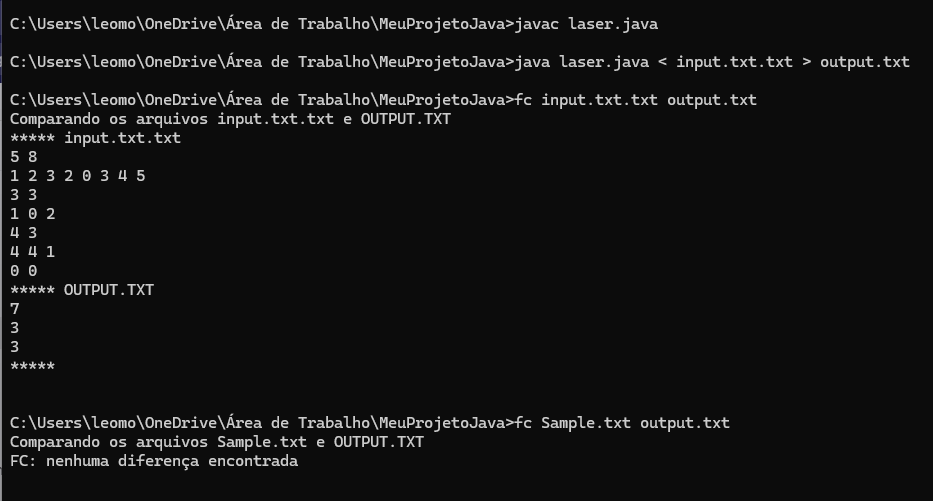 C:\Users\leomo\OneDrive\Área de Trabalho\MeuProjetoJava>javac laser.java
C:\Users\leomo\OneDrive\Área de Trabalho\MeuProjetoJava>java laser.java < input.txt.txt > output.txt
C:\Users\leomo\OneDrive\Área de Trabalho\MeuProjetoJava>fc input.txt.txt output.txt
Comparando os arquivos input.txt.txt e OUTPUT.TXT
***** input.txt.txt
5 8
1 2 3 2 0 3 4 5
3 3
1 0 2
4 3
4 4 1
0 0
***** OUTPUT.TXT
7
3
3
*****
C:\Users\leomo\OneDrive\Área de Trabalho\MeuProjetoJava>fc Sample.txt output.txt
Comparando os arquivos Sample.txt e OUTPUT.TXT
FC: nenhuma diferença encontrada